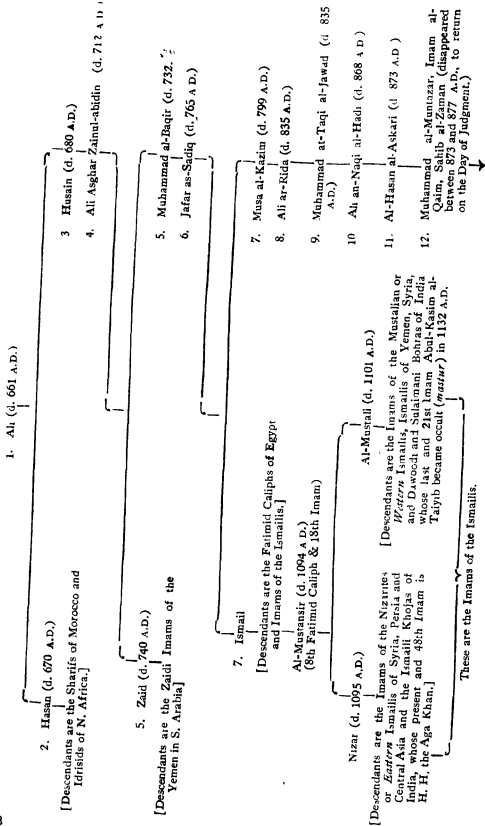 1. Ali (d. 661 A.D.)
2. Hasan (d. 670 A.D.)
[Descendants are the Sharifs of Morocco and
Idrisids of N. Africa.]
3 Husain (d. 680 A.D.)
4. Ali Asghar Zainul-abidin (d. 712 A D)
5. Zaid (d. 740 A.D.)
[Descendants are the Zaidi Imams of the
Yemen in S. Arabia]
5. Muhammad al-Baqir (d. 732.
6. Jafar as-Sadiq (d. 765 A D.)
7. Ismail
[Descendants are the Fatimid Caliphs of Egypt
and Imams of the Ismailis.]
Al-Mustansir (d. 1094 A D.)
(8th Fatimid Caliph & 18th Imam)
Nizar (d. 1095 A.D.)
[Descendants are the Imams of the Nizarites
or Eastern Ismailis of Syria, Persia and
Central Asia and the Ismaili Khojas of
India, whose present and 48th Imam is
H. H. the Aga Khan.]
Al-Mustali (d. 1101 A.D.)
[Descendants are the Imams of the Mustalian or
Western Ismailis, Ismailis of Yemen, Syria,
and Dawoodi and Sulaimani Bohras of India
whose last and 21st Imam Abul-Kasim al-
Taiyib became occult (mastur) in 1132 A.D.
These are the Imams of the Ismailis.
7. Musa al-Kazim (d. 799 A.D.)
8. Ali ar-Rida (d. 835 A.D.)
9. Muhammad at-Taqi al-Jawad (d 835
A.D.)
10 Ali an-Naqi al-Hadi (d. 868 A D)
11. Al-Hasan al-Askari (d 873 A.D)
12. Muhammad al-Muntazar, Imam al-
Qaim, Sahib al-Zaman (disappeared
between 873 and 877 A.D., to return
on the Day of Judgment.)